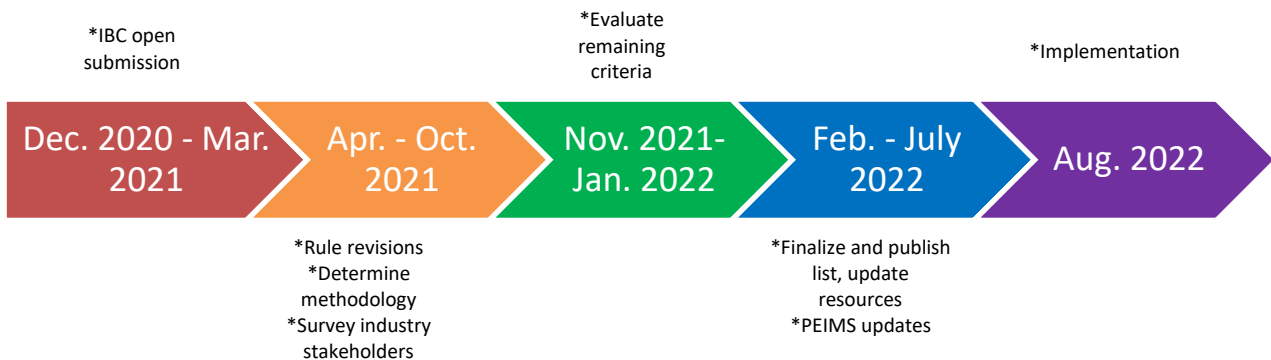 *IBC open
submission
*Evaluate
remaining
criteria
*Implementation
Dec. 2020 - Mar.
2021
Apr. - Oct.
2021
Nov. 2021-
Jan. 2022
Feb. - July
2022
Aug. 2022
*Rule revisions
*Determine
methodology
*Survey industry
stakeholders
*Finalize and publish
list, update
resources
*PEIMS updates